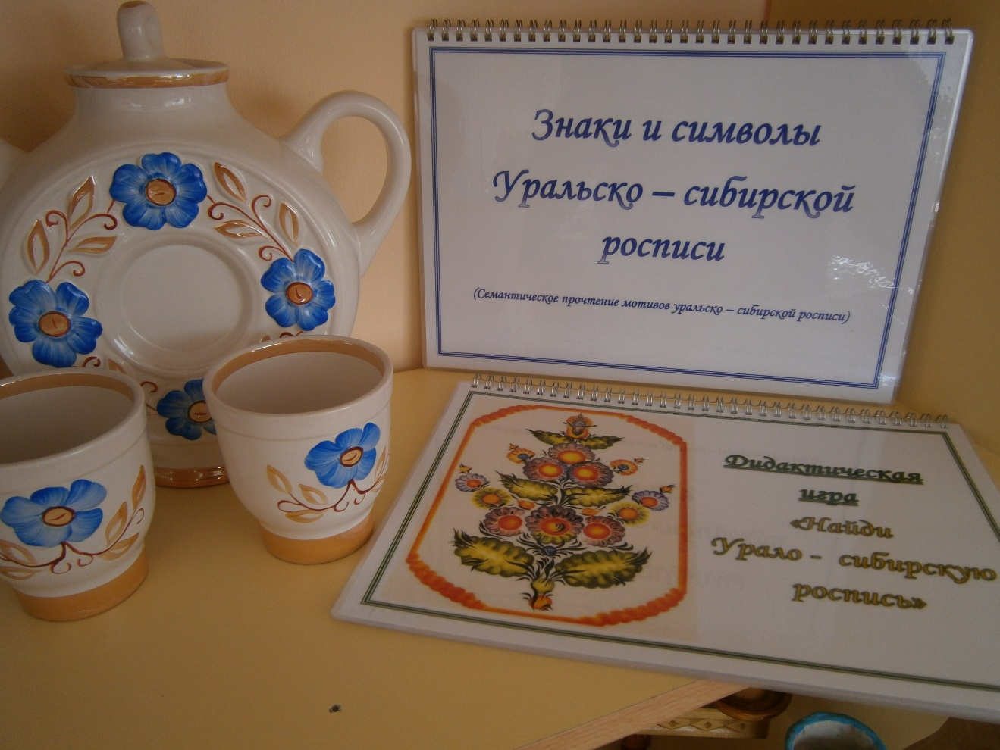 Знаки и символы
Уральско – сибирской
росписи
(Семантическое прочтение мотивов уральско – сибирской росписи)
Дидактическая
игра
«Найди
Урало - сибирскую
роспись»